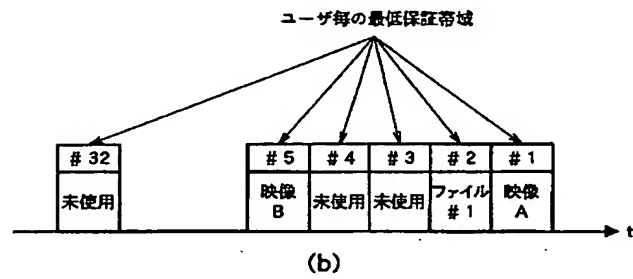 ユーザ毎の最低保証帯域
# 32
# 5
# 4
# 3
# 2
# 1
未使用
映像
B
未使用
未使用
ファイル
# 1
映像
A
t
(b)